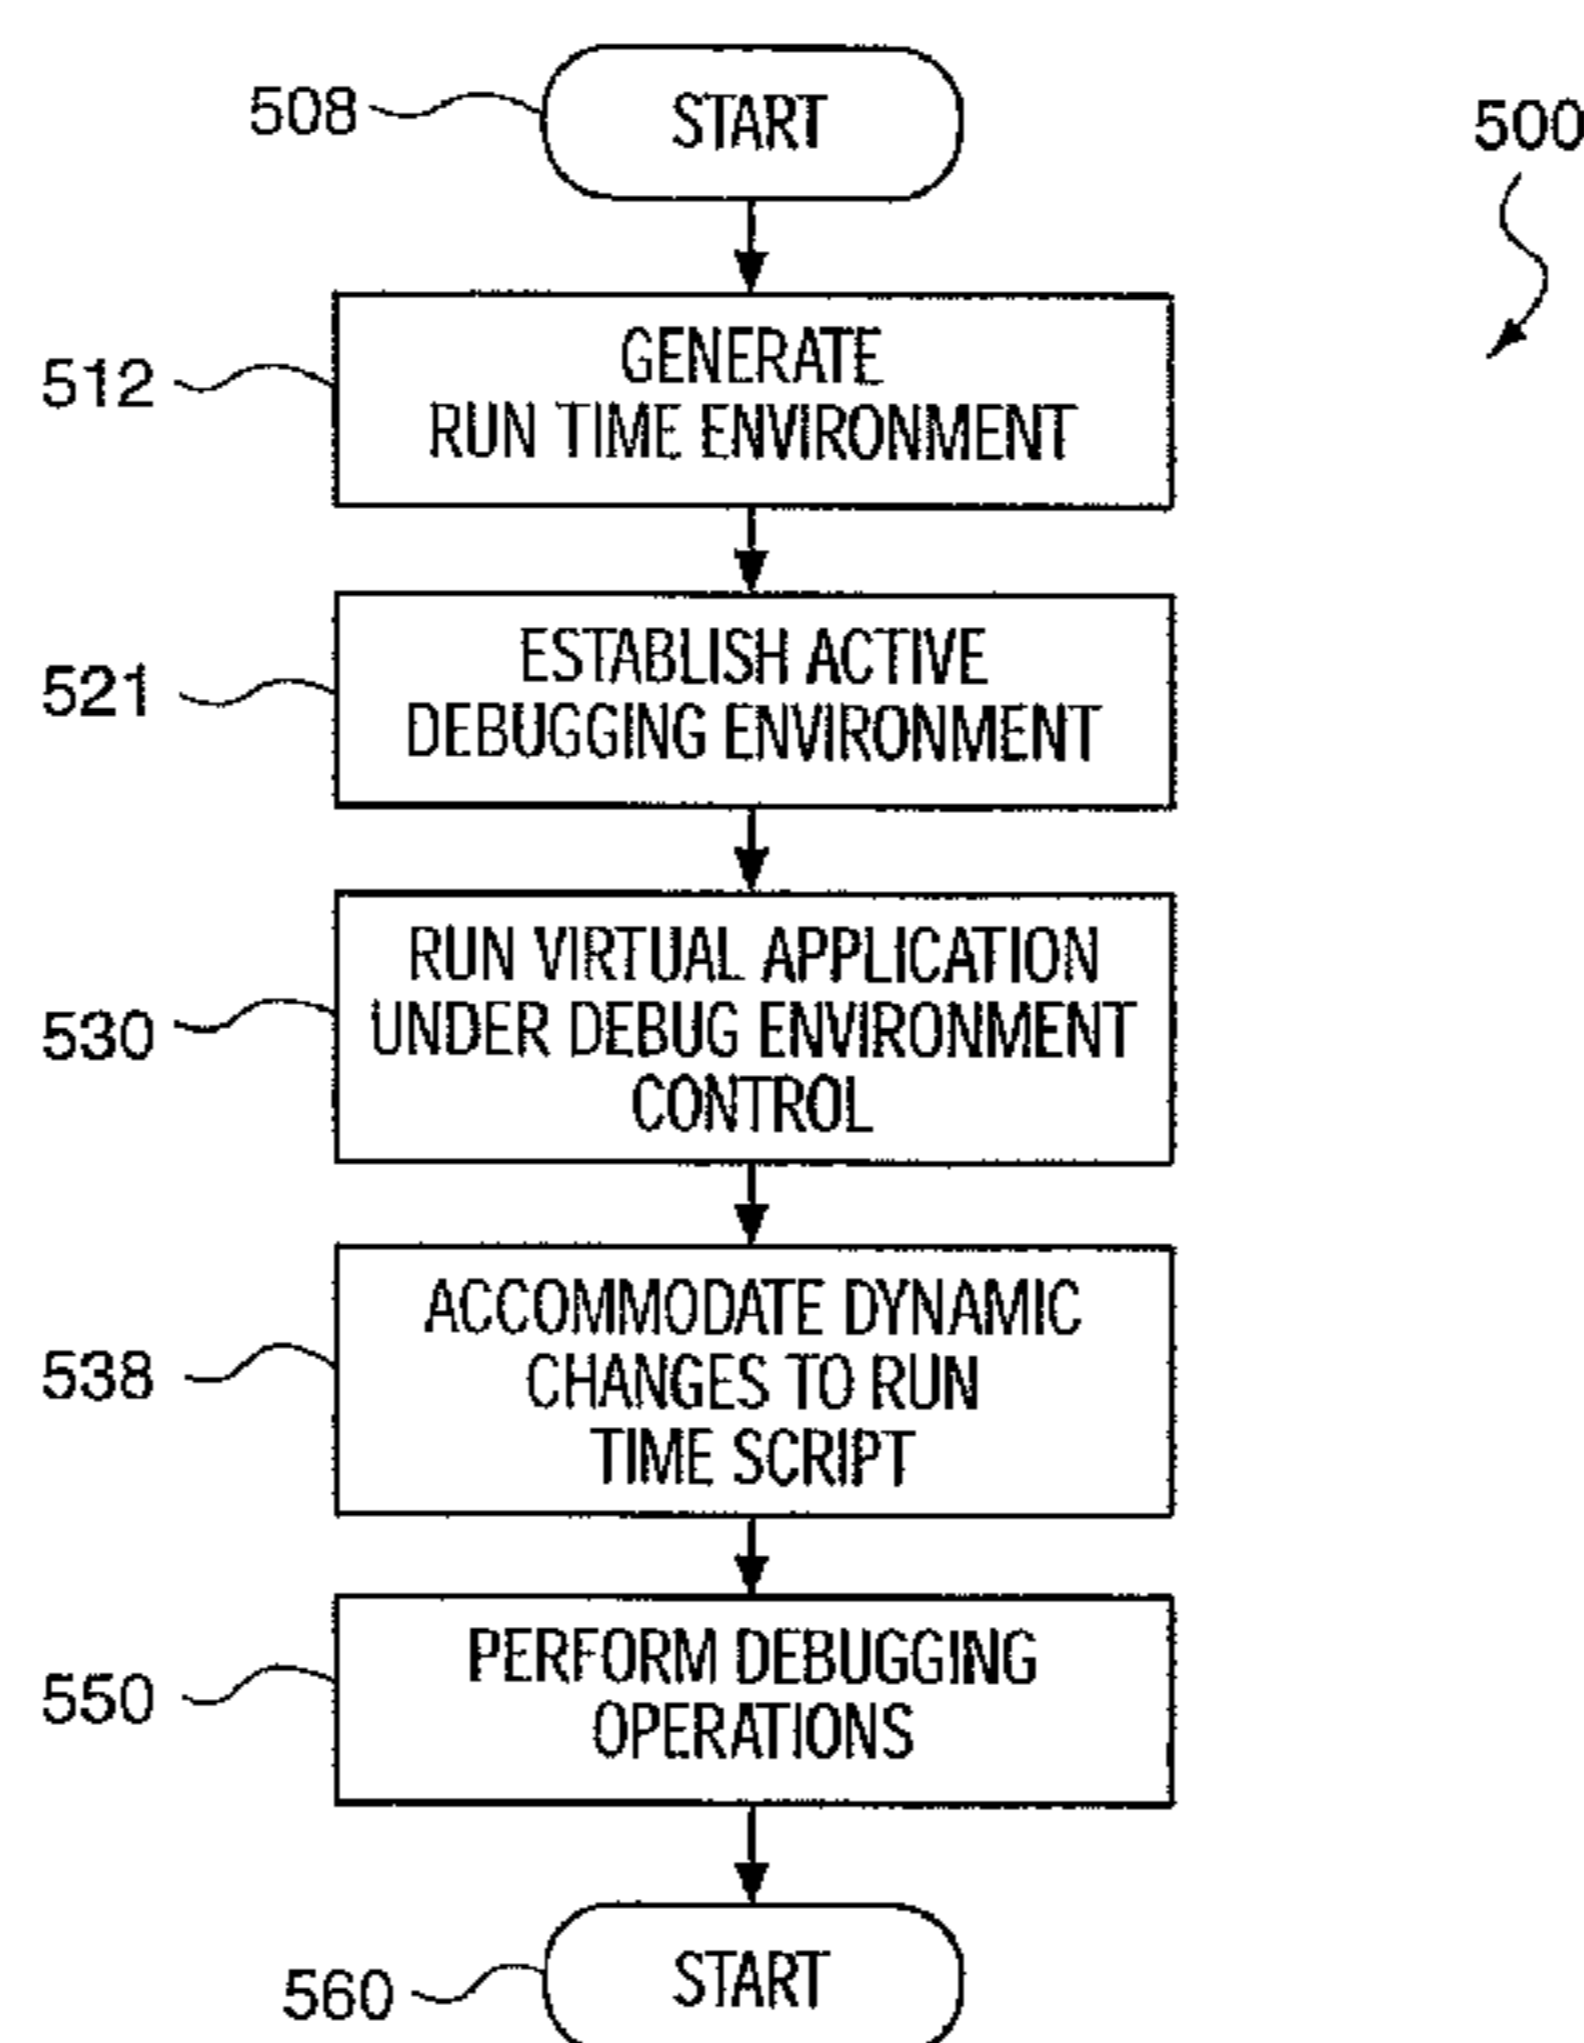 508
START
500
512
GENERATE
RUN TIME ENVIRONMENT
521
ESTABLISH ACTIVE
DEBUGGING ENVIRONMENT
530
RUN VIRTUAL APPLICATION
UNDER DEBUG ENVIRONMENT
CONTROL
538
ACCOMMODATE DYNAMIC
CHANGES TO RUN
TIME SCRIPT
550
PERFORM DEBUGGING
OPERATIONS
560
START